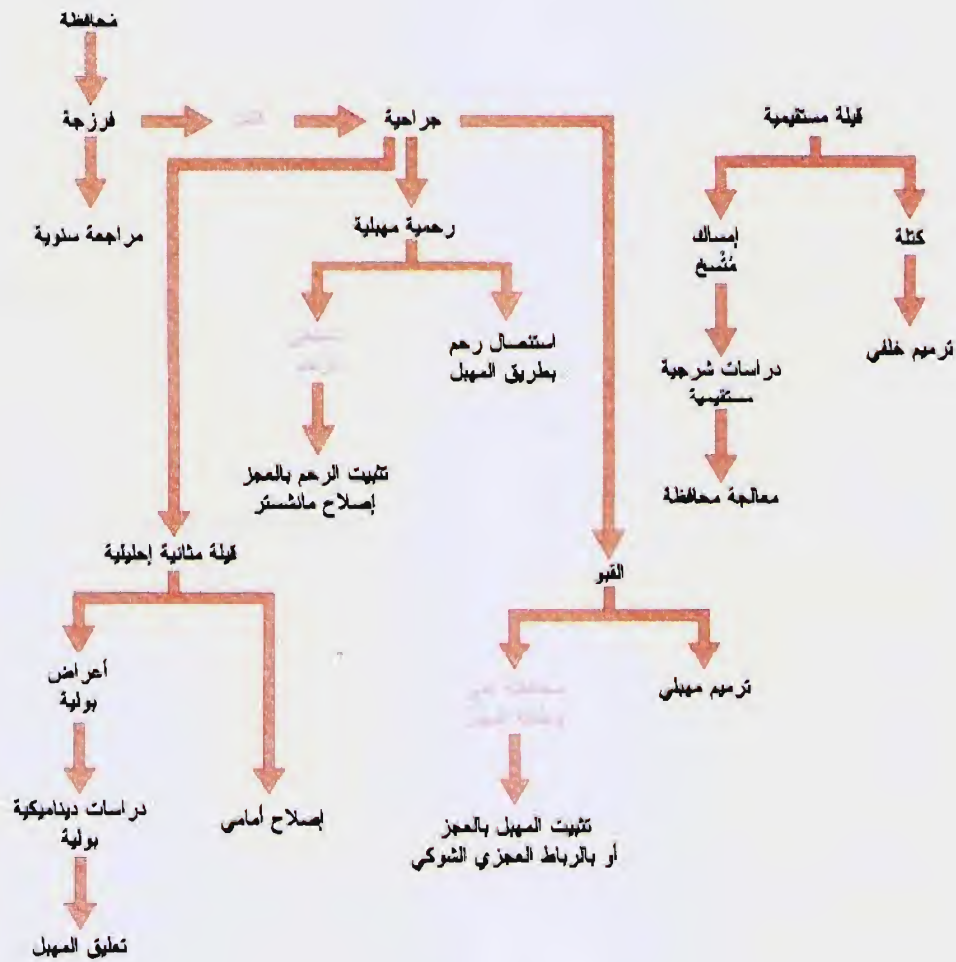 محافظة
فرزجة
جراحية
قيلة مستقيمية
مراجعة سنوية
رحمية مهبلية
إمساك
مُتْسخ
كتلة
استئصال رحم
بطريق المهبل
ترميم خلفي
دراسات شرجية
مستقيمية
تثبيت الرحم بالعجز
إصلاح مانشستر
معالجة محافظة
قيلة مثانية إحليلية
القبو
أعراض
بولية
ترميم مهبلي
دراسات ديناميكية
بولية
إصلاح أمامي
تثبيت المهبل بالعجز
أو بالرباط العجزي الشوكي
تعليق المهبل